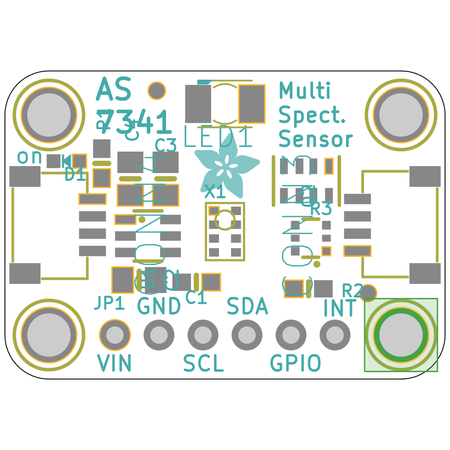 AS
7341
Multi
Spect.
Sensor
LED1
C3
on
D1
X1
R3
C1
R2
JP1
GND
SDA
INT
VIN
SCL
GPIO